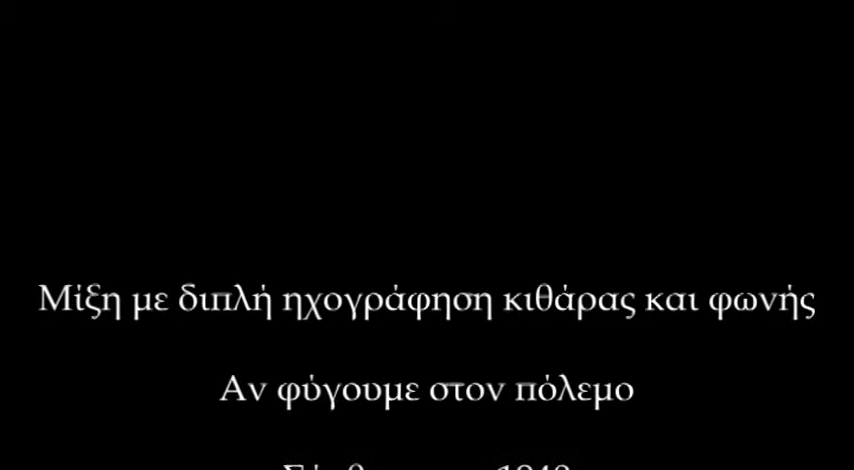 Μίξη με διπλή ηχογράφηση κιθάρας και φωνής
Αν φύγουμε στον πόλεμο